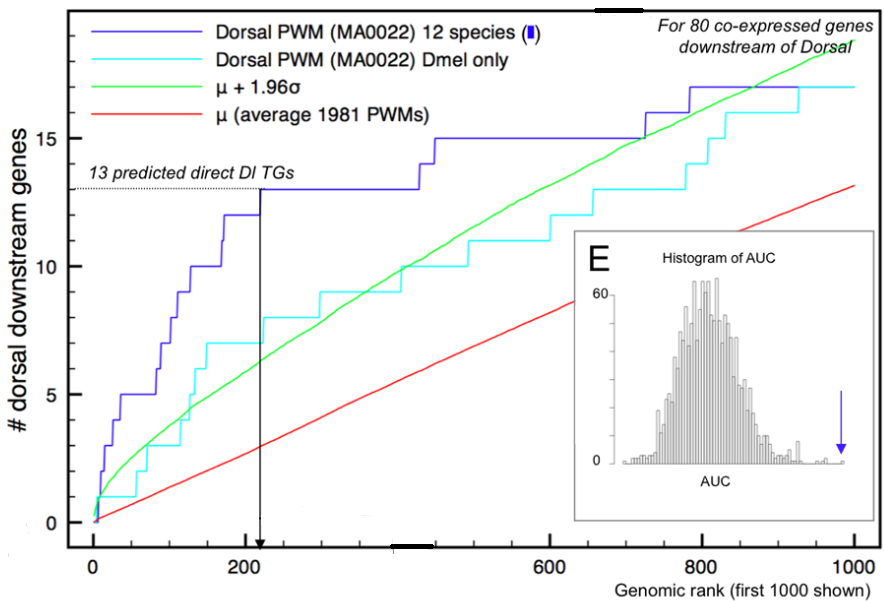 Dorsal PWM (MA0022) 12 species ()
Dorsal PWM (MA0022) Dmel only
μ + 1.96σ
μ (average 1981 PWMs)
For 80 co-expressed genes
downstream of Dorsal
13 predicted direct Dl TGs
# dorsal downstream genes
15
10
5
0
0
200
600
800
1000
Genomic rank (first 1000 shown)
E
Histogram of AUC
60
0
AUC